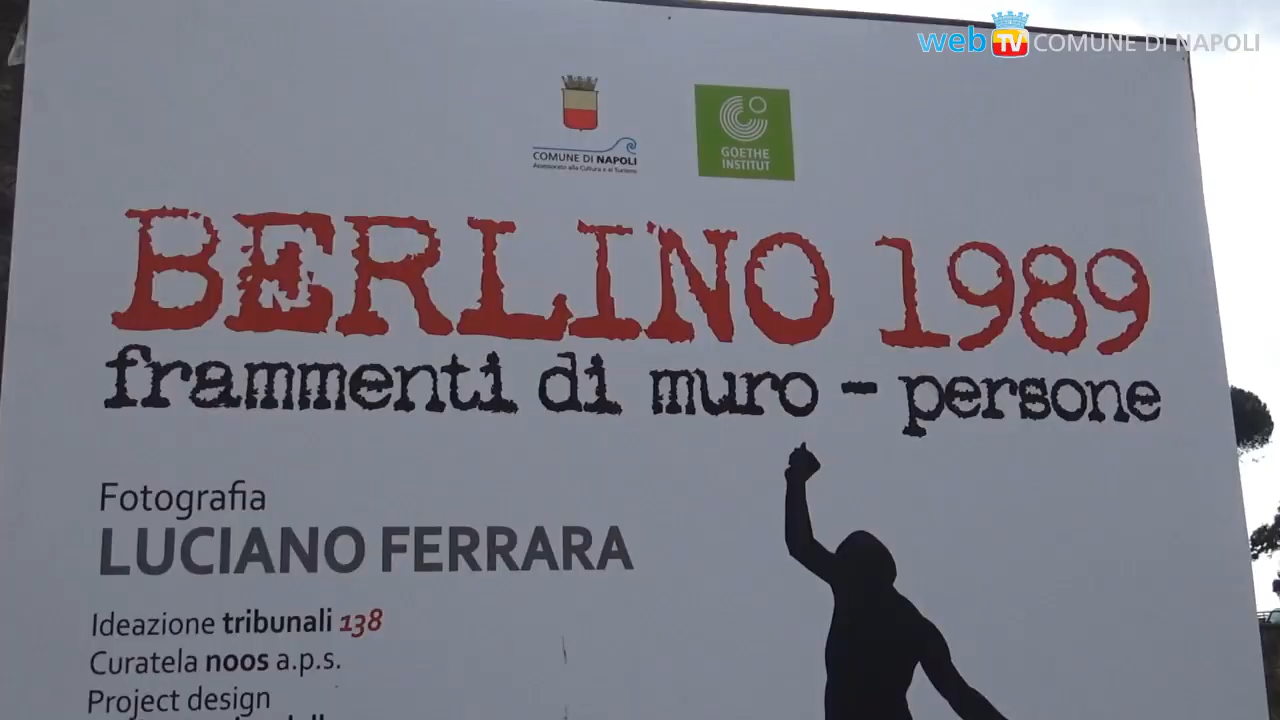 web TV COMUNE DI NAPOLI
COMUNE DI NAPOLI
Assessorato alla Cultura e al Turismo
GOETHE
INSTITUT
BERLINO 1989
frammenti di muro - persone
Fotografia
LUCIANO FERRARA
Ideazione tribunali 138
Curatela noos a.p.s.
Project design